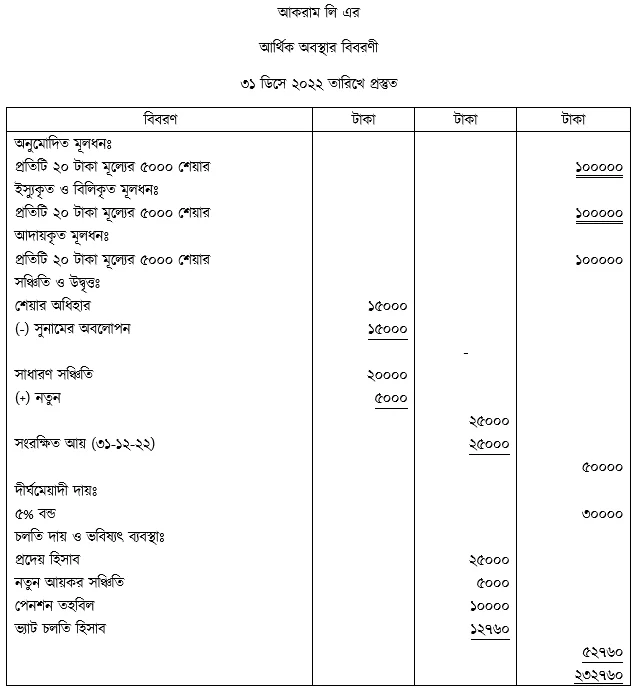 আকরাম লি এর
আর্থিক অবস্থার বিবরণী
৩১ ডিসে ২০২২ তারিখে প্রস্তুত
বিবরণ টাকা টাকা টাকা
অনুমোদিত মূলধনঃ
প্রতিটি ২০ টাকা মূল্যের ৫০০০ শেয়ার ১০০০০০
ইস্যুকৃত ও বিলিকৃত মূলধনঃ
প্রতিটি ২০ টাকা মূল্যের ৫০০০ শেয়ার ১০০০০০
আদায়কৃত মূলধনঃ
প্রতিটি ২০ টাকা মূল্যের ৫০০০ শেয়ার ১০০০০০
সঞ্চিতি ও উদ্বৃত্তঃ
শেয়ার অধিহার ১৫০০০
(-) সুনামের অবলোপন ১৫০০০
-
সাধারণ সঞ্চিতি ২০০০০
(+) নতুন ৫০০০
২৫০০০
সংরক্ষিত আয় (৩১-১২-২২) ২৫০০০
৫০০০০
দীর্ঘমেয়াদী দায়ঃ
৫% বন্ড ৩০০০০
চলতি দায় ও ভবিষ্যৎ ব্যবস্থাঃ
প্রদেয় হিসাব ২৫০০০
নতুন আয়কর সঞ্চিতি ৫০০০
পেনশন তহবিল ১০০০০
ভ্যাট চলতি হিসাব ১২৭৬০
৫২৭৬০
২৩২৭৬০